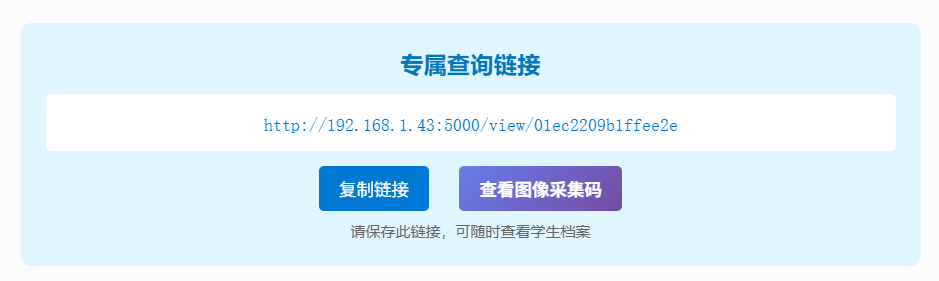 专属查询链接
http://192.168.1.43:5000/view/01ec2209b1ffee2e
复制链接
查看图像采集码
请保存此链接，可随时查看学生档案